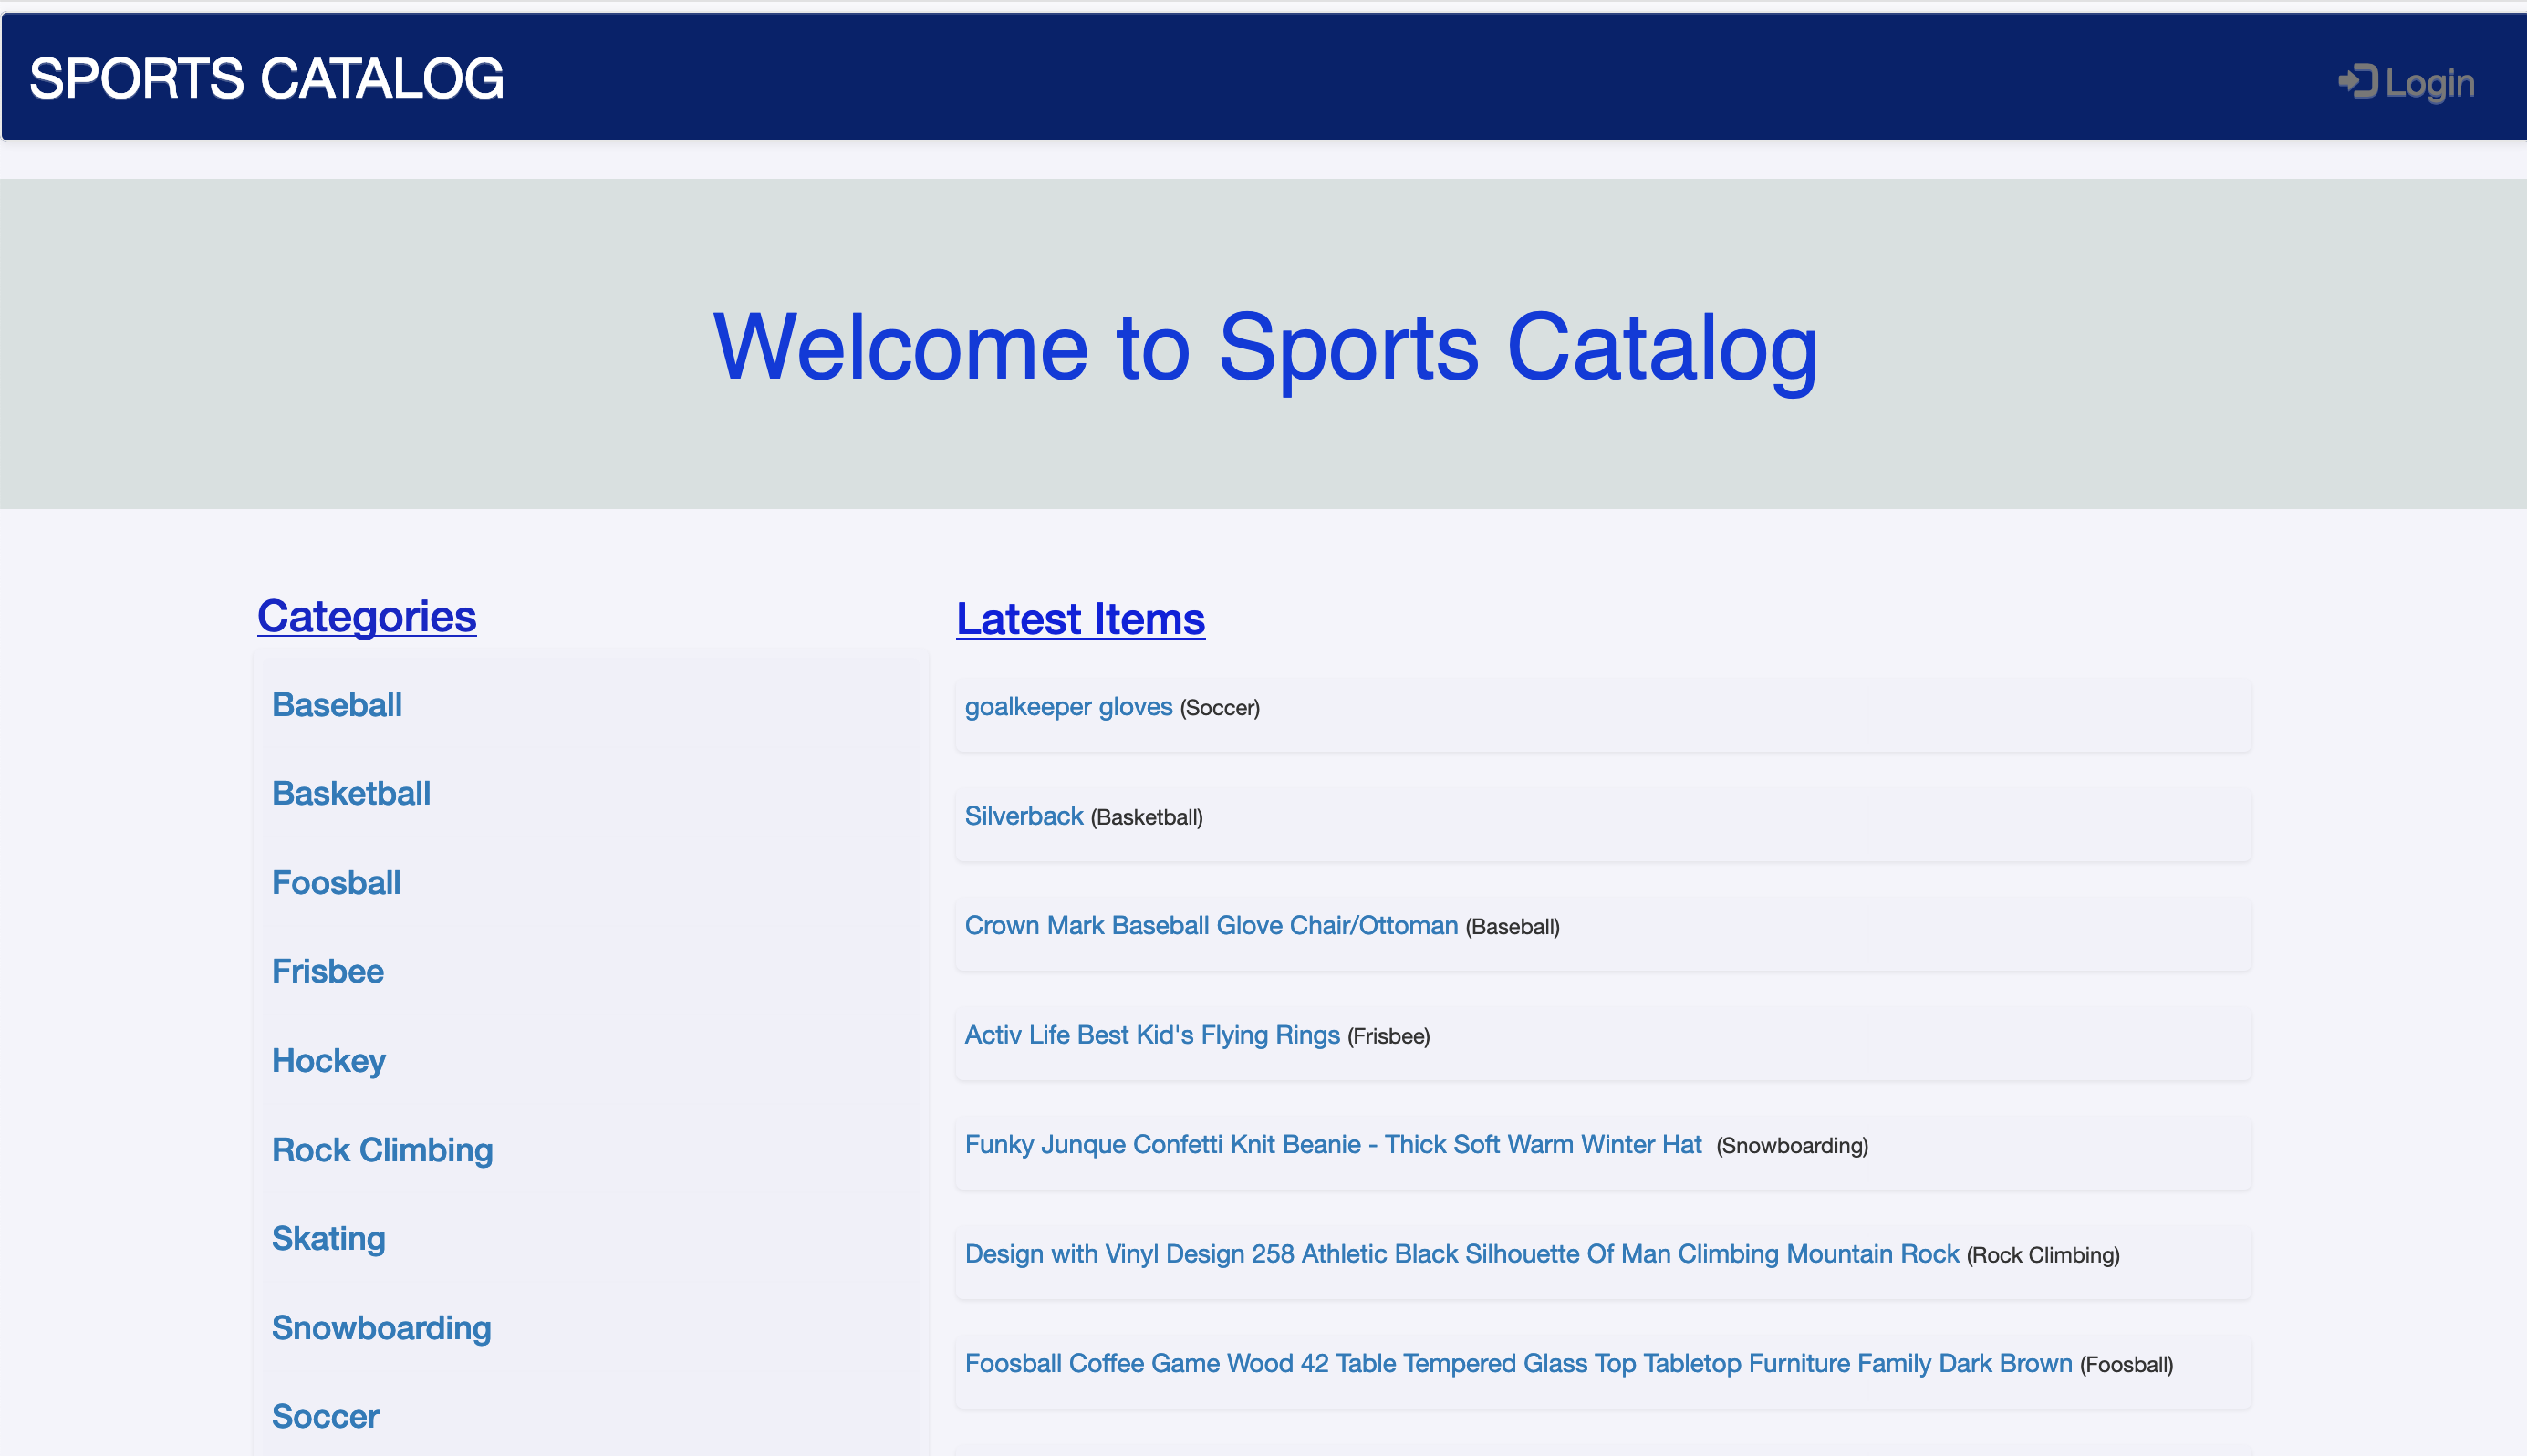 SPORTS CATALOG
Login
Welcome to Sports Catalog
Categories
Baseball
Basketball
Foosball
Frisbee
Hockey
Rock Climbing
Skating
Snowboarding
Soccer
Latest Items
goalkeeper gloves (Soccer)
Silverback (Basketball)
Crown Mark Baseball Glove Chair/Ottoman (Baseball)
Activ Life Best Kid's Flying Rings (Frisbee)
Funky Junque Confetti Knit Beanie - Thick Soft Warm Winter Hat (Snowboarding)
Design with Vinyl Design 258 Athletic Black Silhouette Of Man Climbing Mountain Rock (Rock Climbing)
Foosball Coffee Game Wood 42 Table Tempered Glass Top Tabletop Furniture Family Dark Brown (Foosball)